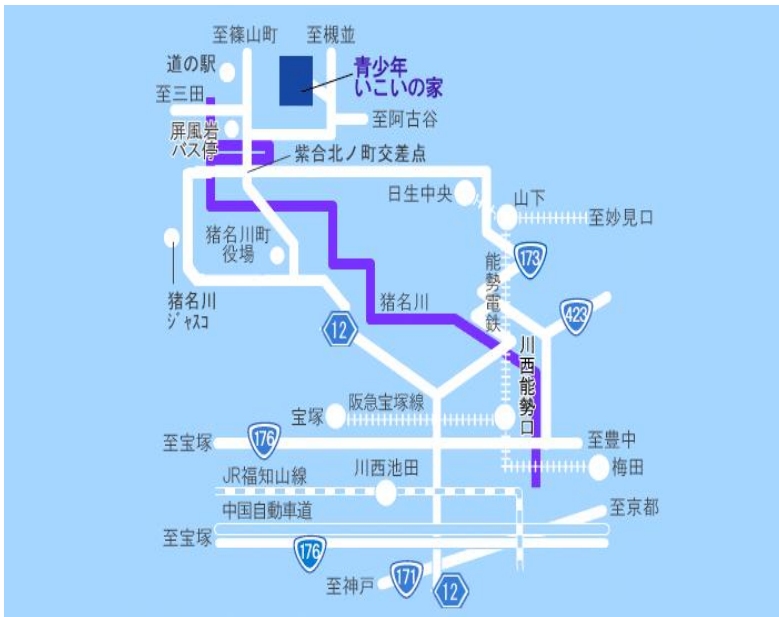 至篠山町
至槻並
道の駅
青少年
いこいの家
至三田
至阿古谷
屏風岩
バス停
紫合北ノ町交差点
日生中央
山下
至妙見口
猪名川町
役場
能勢電鉄
173
猪名川
ジャスコ
猪名川
423
12
川西能勢口
阪急宝塚線
宝塚
至宝塚
176
至豊中
JR福知山線
川西池田
梅田
中国自動車道
至京都
至宝塚
176
至神戸
171
12